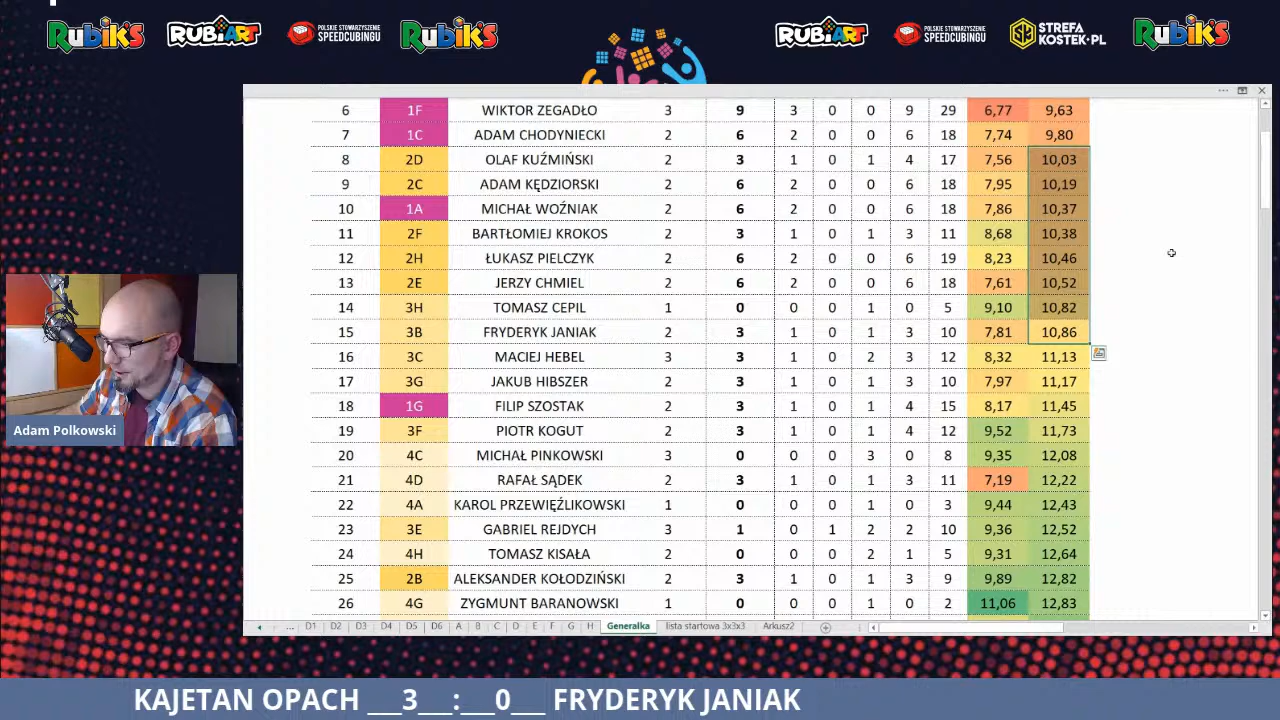 Rubik's RUBiART POLSKIE STOWARZYSZENIE SPEEDCUBINGU Rubik's RUBiART POLSKIE STOWARZYSZENIE SPEEDCUBINGU STREFA KOSTEK.PL Rubik's
6 1F WIKTOR ZEGADŁO 3 9 3 0 0 9 29 6,77 9,63
7 1C ADAM CHODYNIECKI 2 6 2 0 0 6 18 7,74 9,80
8 2D OLAF KUŹMIŃSKI 2 3 1 0 1 4 17 7,56 10,03
9 2C ADAM KĘDZIORSKI 2 6 2 0 0 6 18 7,95 10,19
10 1A MICHAŁ WOŹNIAK 2 6 2 0 0 6 18 7,86 10,37
11 2F BARTŁOMIEJ KROKOS 2 3 1 0 1 3 11 8,68 10,38
12 2H ŁUKASZ PIELCZYK 2 6 2 0 0 6 19 8,23 10,46
13 2E JERZY CHMIEL 2 6 2 0 0 6 18 7,61 10,52
14 3H TOMASZ CEPIL 1 0 0 0 1 0 5 9,10 10,82
15 3B FRYDERYK JANIAK 2 3 1 0 1 3 10 7,81 10,86
16 3C MACIEJ HEBEL 3 3 1 0 2 3 12 8,32 11,13
17 3G JAKUB HIBSZER 2 3 1 0 1 3 10 7,97 11,17
18 1G FILIP SZOSTAK 2 3 1 0 1 4 15 8,17 11,45
19 3F PIOTR KOGUT 2 3 1 0 1 4 12 9,52 11,73
20 4C MICHAŁ PINKOWSKI 3 0 0 0 3 0 8 9,35 12,08
21 4D RAFAŁ SĄDEK 2 3 1 0 1 3 11 7,19 12,22
22 4A KAROL PRZEWIĘŹLIKOWSKI 1 0 0 0 1 0 3 9,44 12,43
23 3E GABRIEL REJDYCH 3 1 0 1 2 2 10 9,36 12,52
24 4H TOMASZ KISAŁA 2 0 0 0 2 1 5 9,31 12,64
25 2B ALEKSANDER KOŁODZIŃSKI 2 3 1 0 1 3 9 9,89 12,82
26 4G ZYGMUNT BARANOWSKI 1 0 0 0 1 0 2 11,06 12,83
... D1 D2 D3 D4 D5 D6 A B C D E F G H Generalka lista startowa 3x3x3 Arkusz2
Adam Polkowski
KAJETAN OPACH ___3___:___0___ FRYDERYK JANIAK